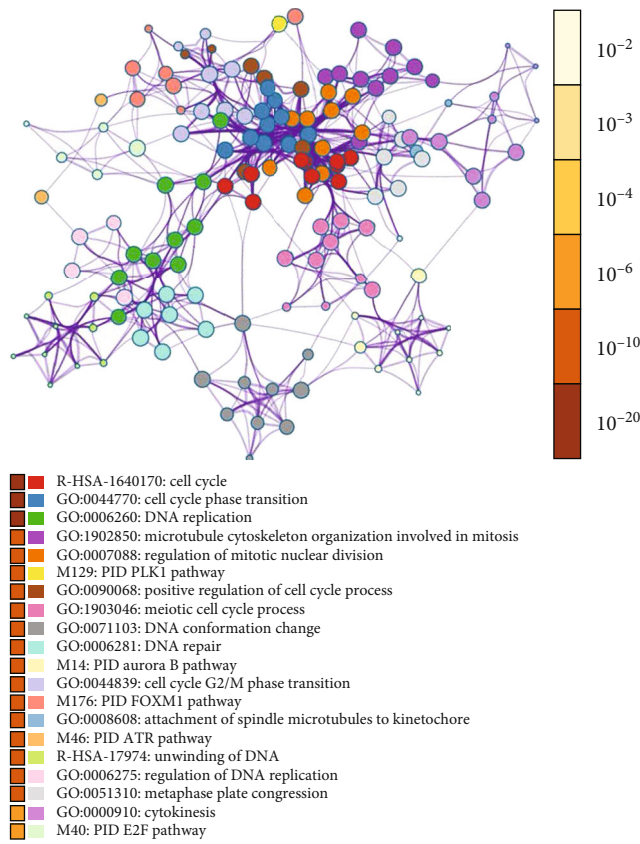 10⁻²
10⁻³
10⁻⁴
10⁻⁶
10⁻¹⁰
10⁻²⁰
R-HSA-1640170: cell cycle
GO:0044770: cell cycle phase transition
GO:0006260: DNA replication
GO:1902850: microtubule cytoskeleton organization involved in mitosis
GO:0007088: regulation of mitotic nuclear division
M129: PID PLK1 pathway
GO:0090068: positive regulation of cell cycle process
GO:1903046: meiotic cell cycle process
GO:0071103: DNA conformation change
GO:0006281: DNA repair
M14: PID aurora B pathway
GO:0044839: cell cycle G2/M phase transition
M176: PID FOXM1 pathway
GO:0008608: attachment of spindle microtubules to kinetochore
M46: PID ATR pathway
R-HSA-17974: unwinding of DNA
GO:0006275: regulation of DNA replication
GO:0051310: metaphase plate congression
GO:0000910: cytokinesis
M40: PID E2F pathway